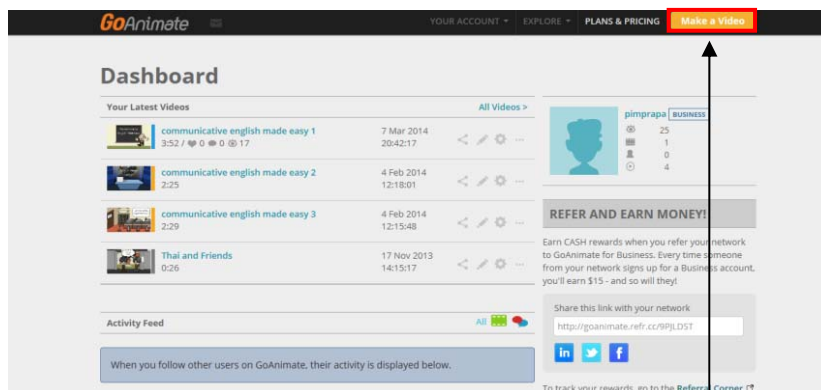 GoAnimate YOUR ACCOUNT EXPLORE PLANS & PRICING Make a Video
Dashboard
Your Latest Videos All Videos >
communicative english made easy 1
3:52 / 0 0 17
7 Mar 2014
20:42:17
communicative english made easy 2
2:25
4 Feb 2014
12:18:01
communicative english made easy 3
2:29
4 Feb 2014
12:15:48
Thai and Friends
0:26
17 Nov 2013
14:15:17
Activity Feed All
When you follow other users on GoAnimate, their activity is displayed below.
pimprapa BUSINESS
25
1
0
4
REFER AND EARN MONEY!
Earn CASH rewards when you refer your network
to GoAnimate for Business. Every time someone
from your network signs up for a Business account,
you'll earn $15 - and so will they!
Share this link with your network
http://goanimate.refr.cc/9PJLDST
in f
To track your rewards, go to the Referral Corner